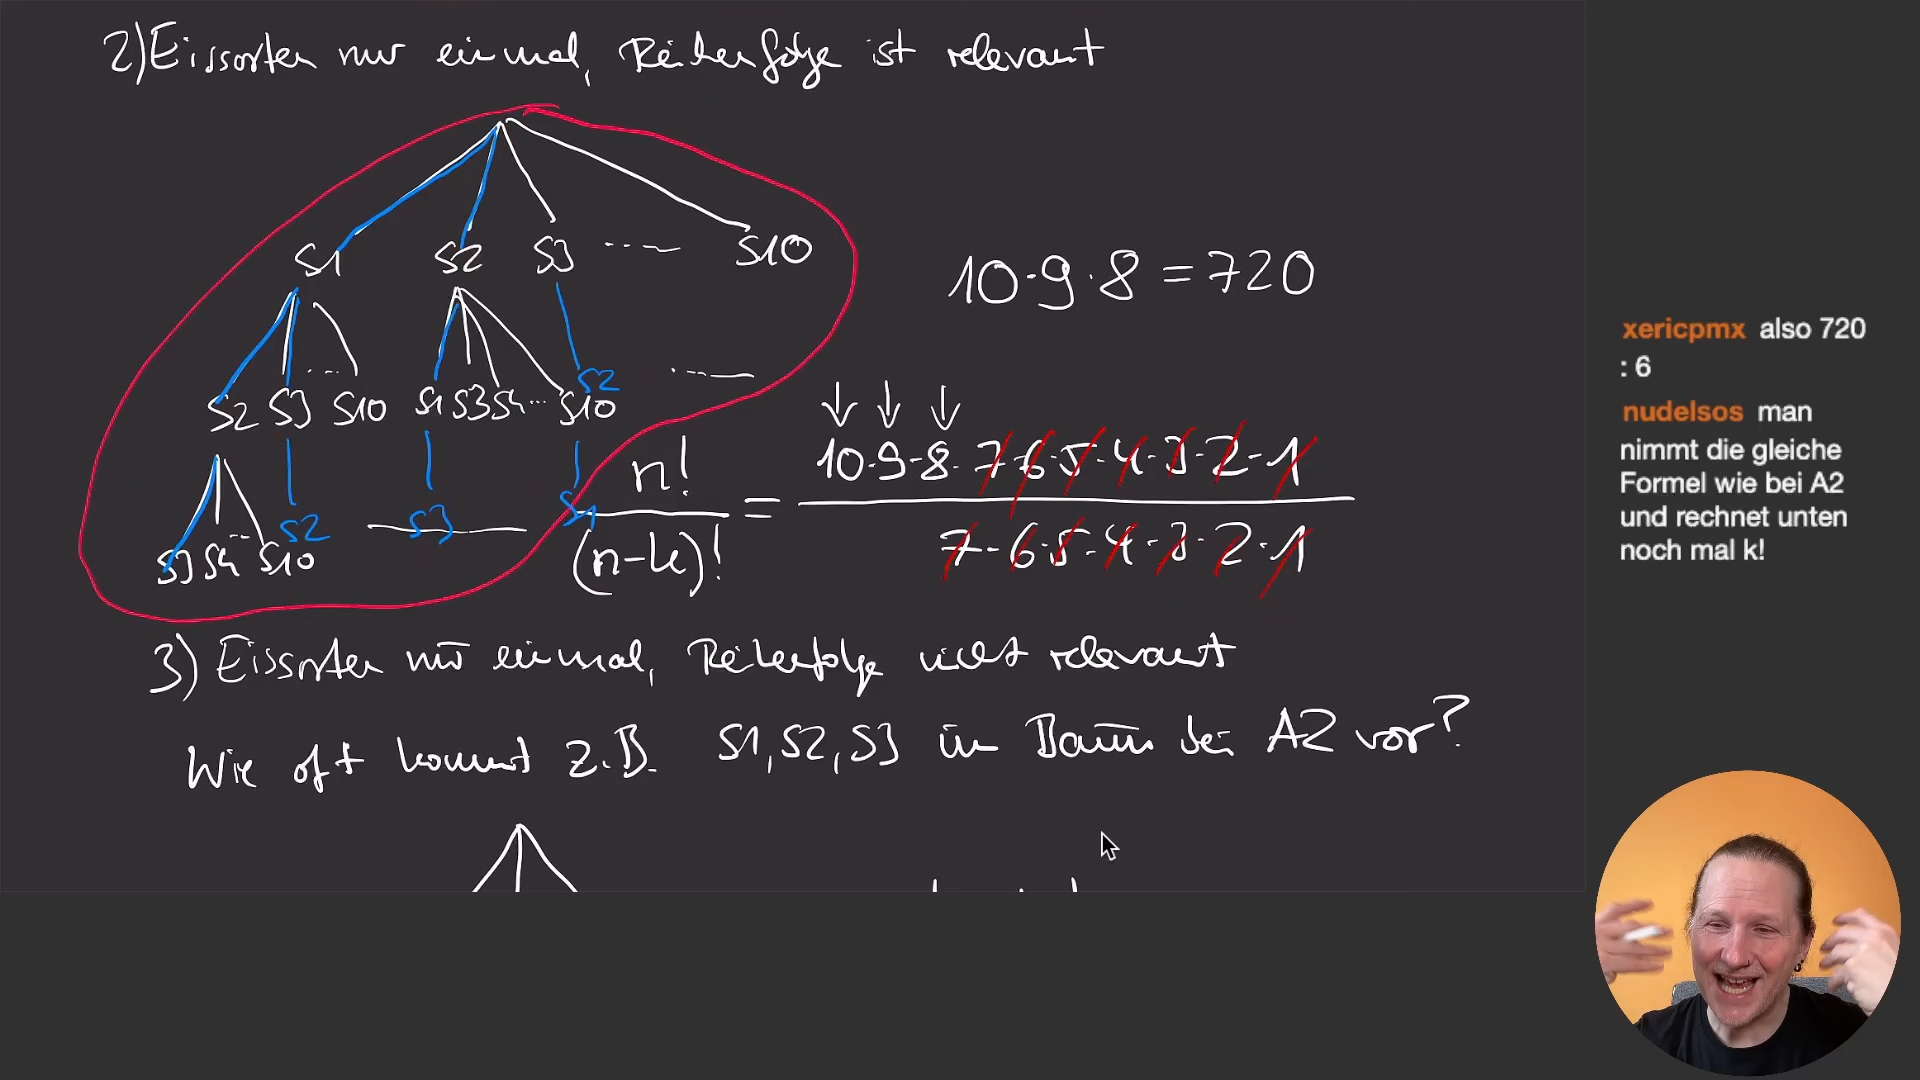 2) Eissorten nur einmal, Reihenfolge ist relevant
S1 S2 S3 ---- S10
10·9·8 = 720
S2 S3 ... S10 S1 S3 S4 ... S10 S2 ----
S3 S4 ... S10 S2 S3 S1
n! / (n-k)! = 10·9·8·7·6·5·4·3·2·1 / 7·6·5·4·3·2·1
3) Eissorten nur einmal, Reihenfolge nicht relevant
Wie oft kommt z.B. S1, S2, S3 im Baum bei A2 vor?
xericpmx also 720
: 6
nudelsos man
nimmt die gleiche
Formel wie bei A2
und rechnet unten
noch mal k!